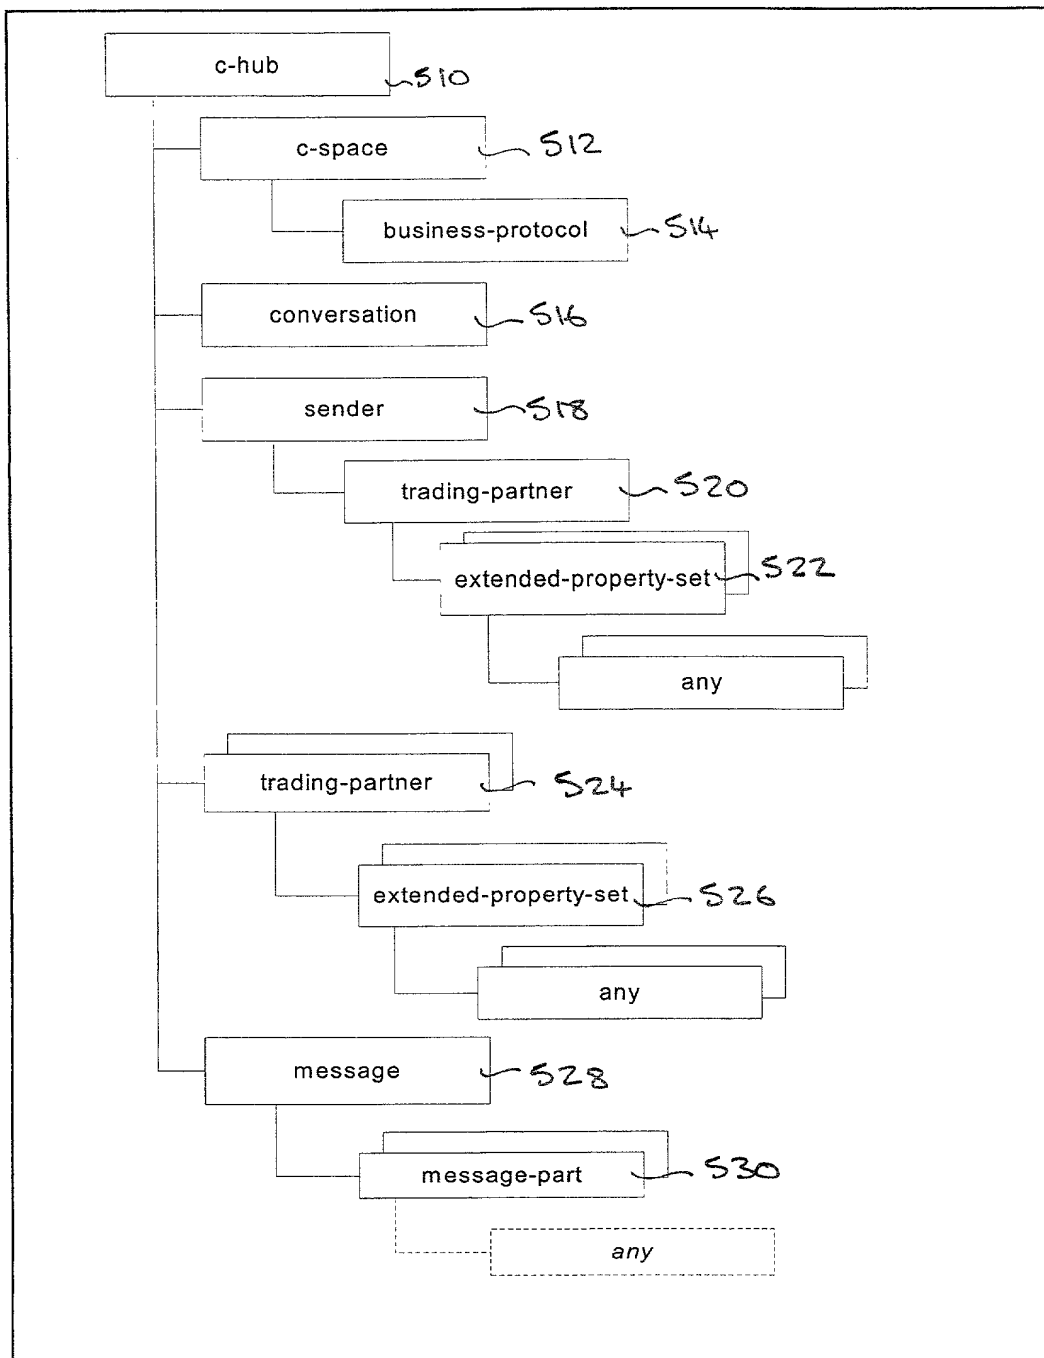 c-hub 510
c-space 512
business-protocol 514
conversation 516
sender 518
trading-partner 520
extended-property-set 522
any
trading-partner 524
extended-property-set 526
any
message 528
message-part 530
any